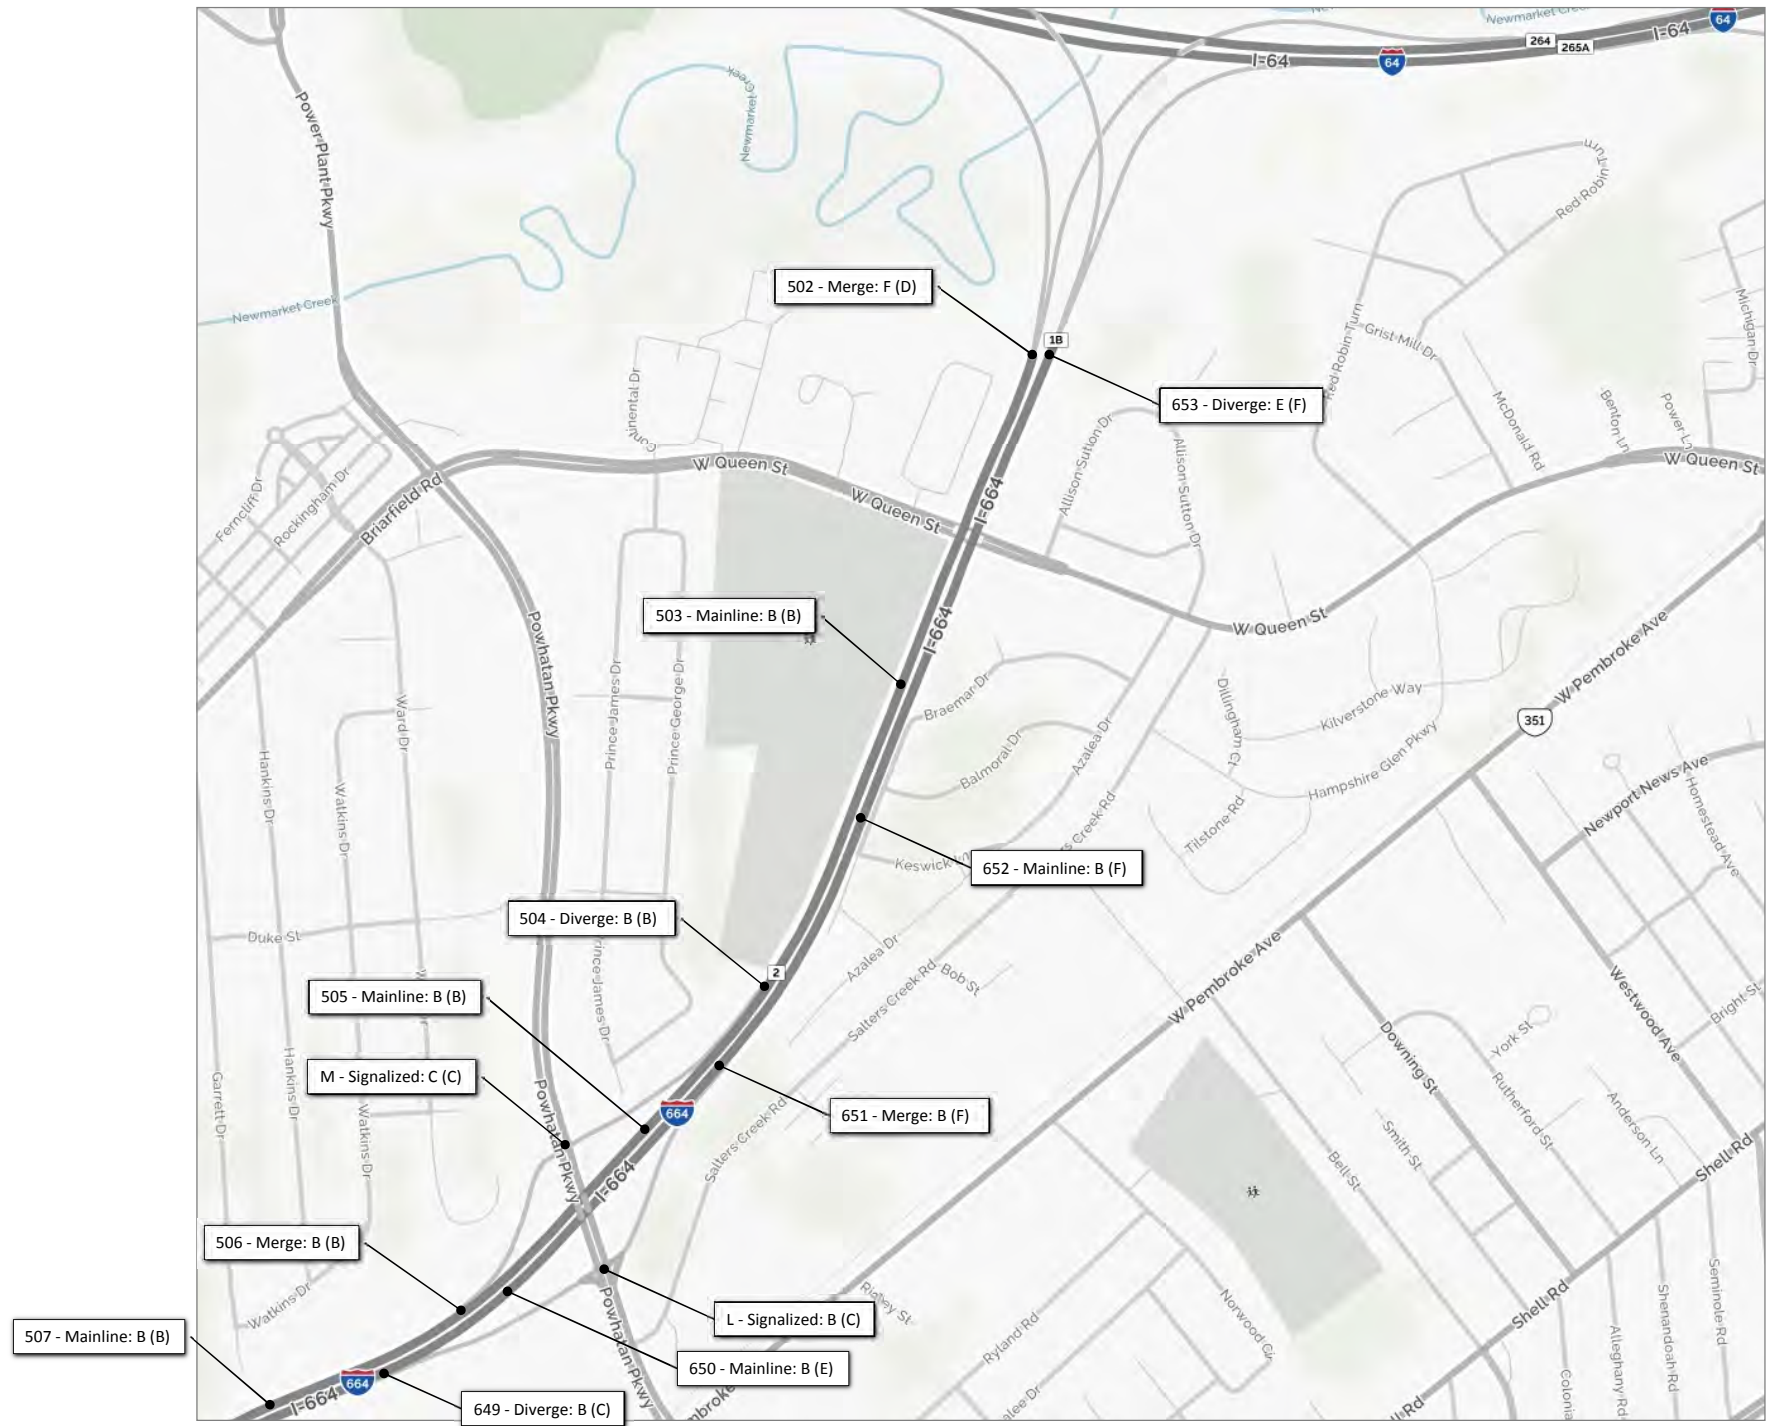 Newmarket Creek
I-64
64
264
265A
I-64
64
Newmarket Creek
Power Plant Pkwy
Red Robin Turn
Newmarket Creek
502 - Merge: F (D)
1B
653 - Diverge: E (F)
Red Robin Turn
Grist Mill Dr
Michigan Dr
McDonald Rd
Benton Ln
Continental Dr
Allison Sutton Dr
Allison Sutton Dr
W Queen St
W Queen St
W Queen St
Ferncliff Dr
Rockingham Dr
Briarfield Rd
I-664
503 - Mainline: B (B)
I-664
W Queen St
W Pembroke Ave
351
Powhatan Pkwy
Prince James Dr
Prince George Dr
Ward Dr
Hankins Dr
Watkins Dr
Braemar Dr
Balmoral Dr
Azalea Dr
Dillingham Ct
Kilverstone Way
Hampshire Glen Pkwy
Tilstone Rd
Newport News Ave
Homestead Ave
652 - Mainline: B (F)
504 - Diverge: B (B)
2
Duke St
Azalea Dr
Salters Creek Rd
Bob St
505 - Mainline: B (B)
M - Signalized: C (C)
W Pembroke Ave
Westwood Ave
Bright St
Downing St
York St
Rutherford St
Anderson Ln
Smith St
Bell St
Shell Rd
Garrett Dr
Hankins Dr
Watkins Dr
Powhatan Pkwy
664
651 - Merge: B (F)
I-664
Salters Creek Rd
506 - Merge: B (B)
Watkins Dr
507 - Mainline: B (B)
L - Signalized: B (C)
650 - Mainline: B (E)
649 - Diverge: B (C)
664
I-664
Powhatan Pkwy
Ryland Rd
Norwood Cir
Shell Rd
Alleghany Rd
Shenandoah Rd
Seminole Rd